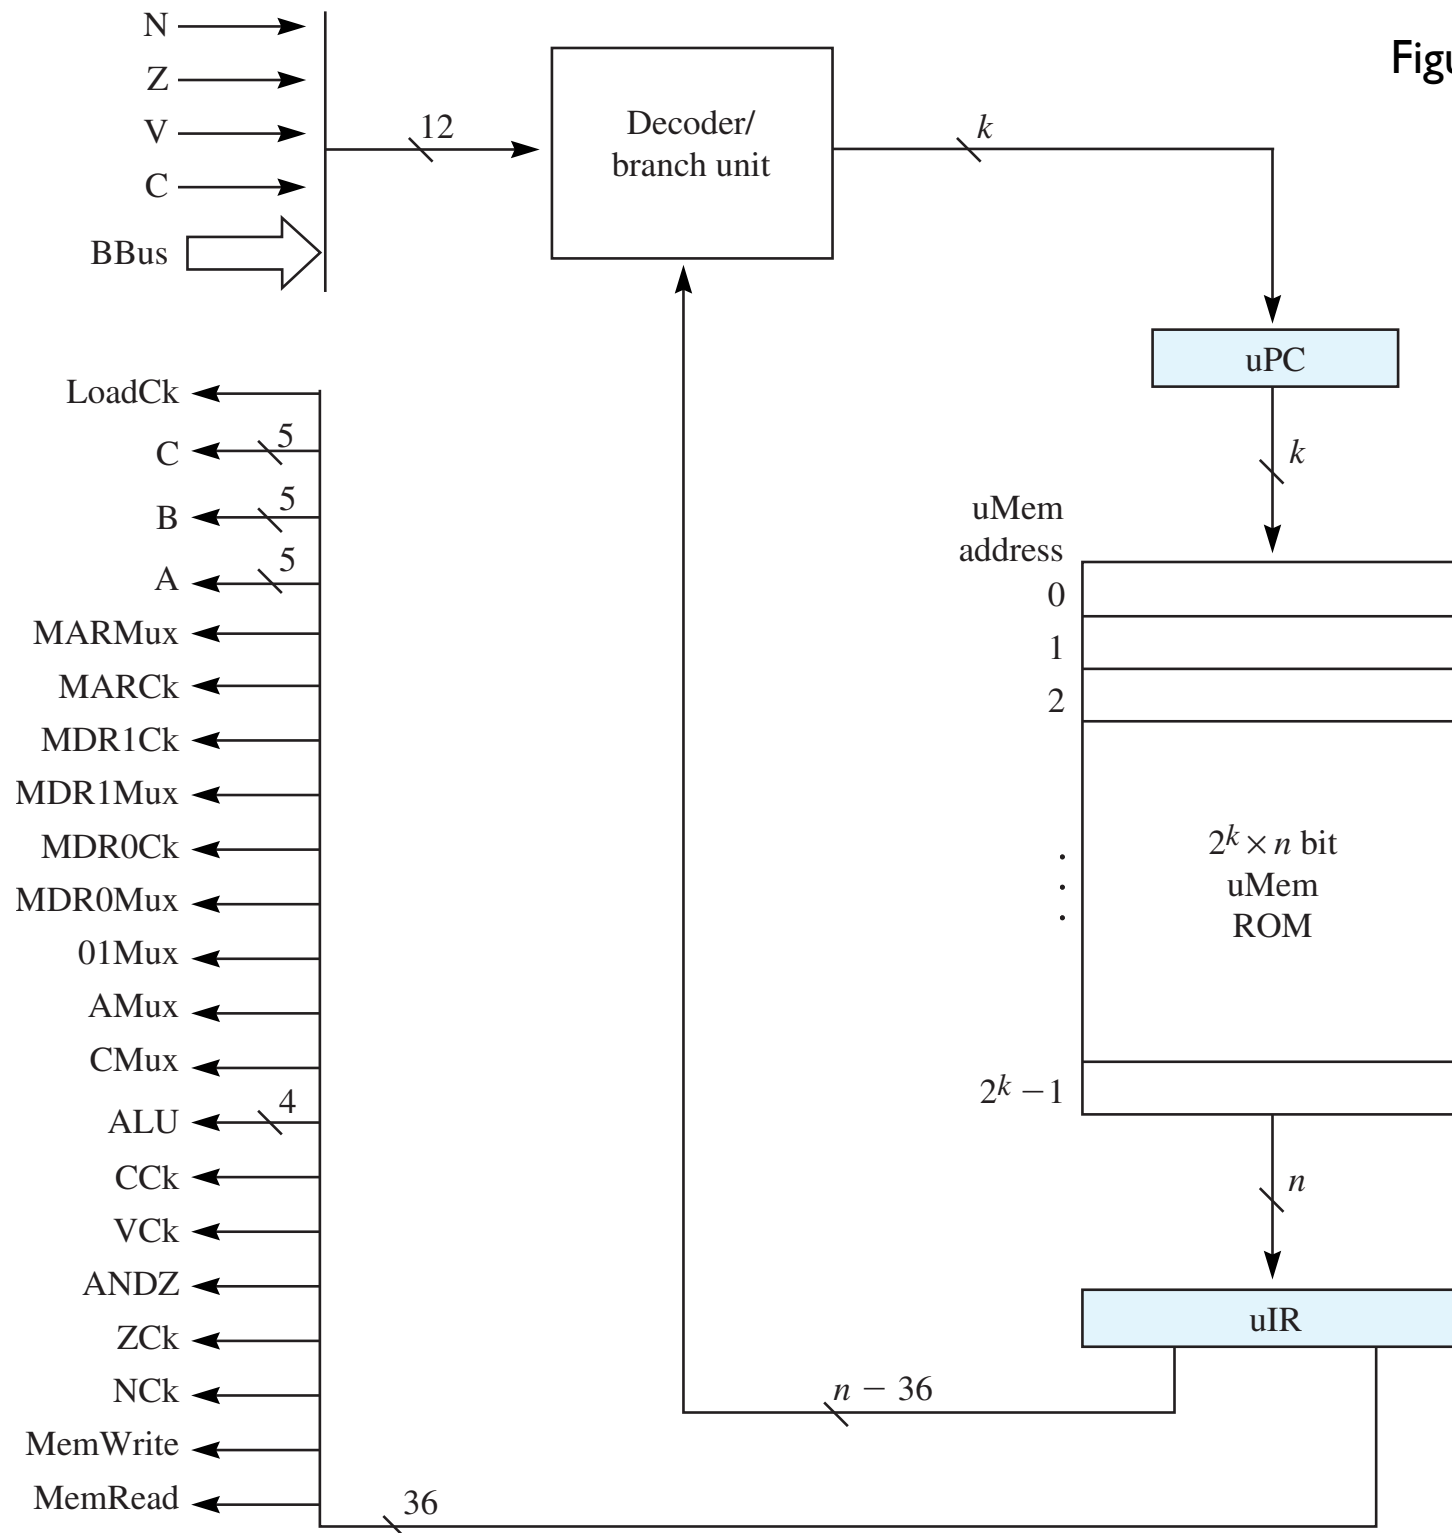 Figu
N
Z
V
C
BBus
12
Decoder/
branch unit
k
uPC
k
uMem
address
0
1
2
.
.
.
2^k − 1
2^k × n bit
uMem
ROM
n
uIR
n − 36
36
LoadCk
C
5
B
5
A
5
MARMux
MARCk
MDR1Ck
MDR1Mux
MDR0Ck
MDR0Mux
01Mux
AMux
CMux
ALU
4
CCk
VCk
ANDZ
ZCk
NCk
MemWrite
MemRead